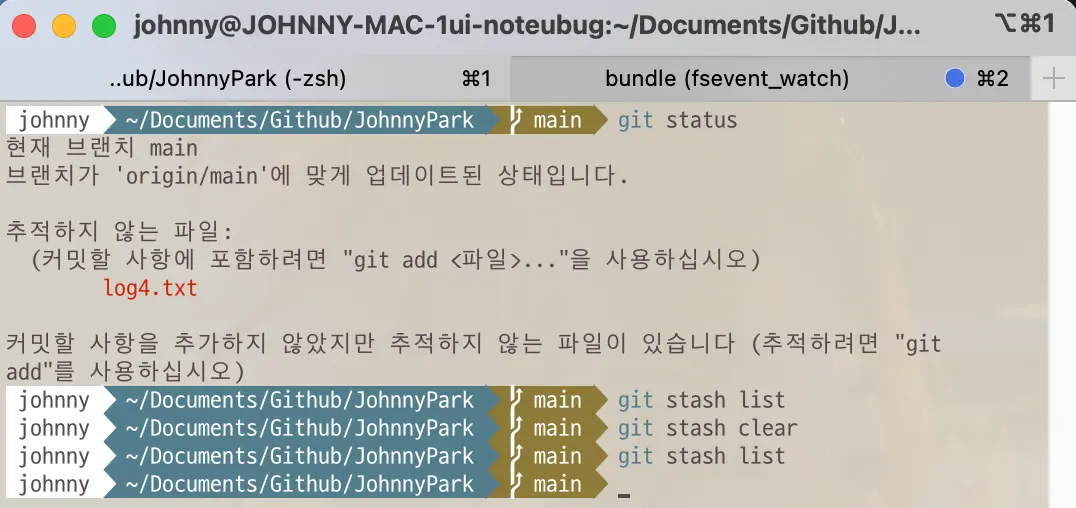 johnny@JOHNNY-MAC-1ui-noteubug:~/Documents/Github/J... ⌥⌘1
..ub/JohnnyPark (-zsh) ⌘1 bundle (fsevent_watch) ⌘2 +
johnny ~/Documents/Github/JohnnyPark main git status
현재 브랜치 main
브랜치가 'origin/main'에 맞게 업데이트된 상태입니다.
추적하지 않는 파일:
(커밋할 사항에 포함하려면 "git add <파일>..."을 사용하십시오)
log4.txt
커밋할 사항을 추가하지 않았지만 추적하지 않는 파일이 있습니다 (추적하려면 "git
add"를 사용하십시오)
johnny ~/Documents/Github/JohnnyPark main git stash list
johnny ~/Documents/Github/JohnnyPark main git stash clear
johnny ~/Documents/Github/JohnnyPark main git stash list
johnny ~/Documents/Github/JohnnyPark main